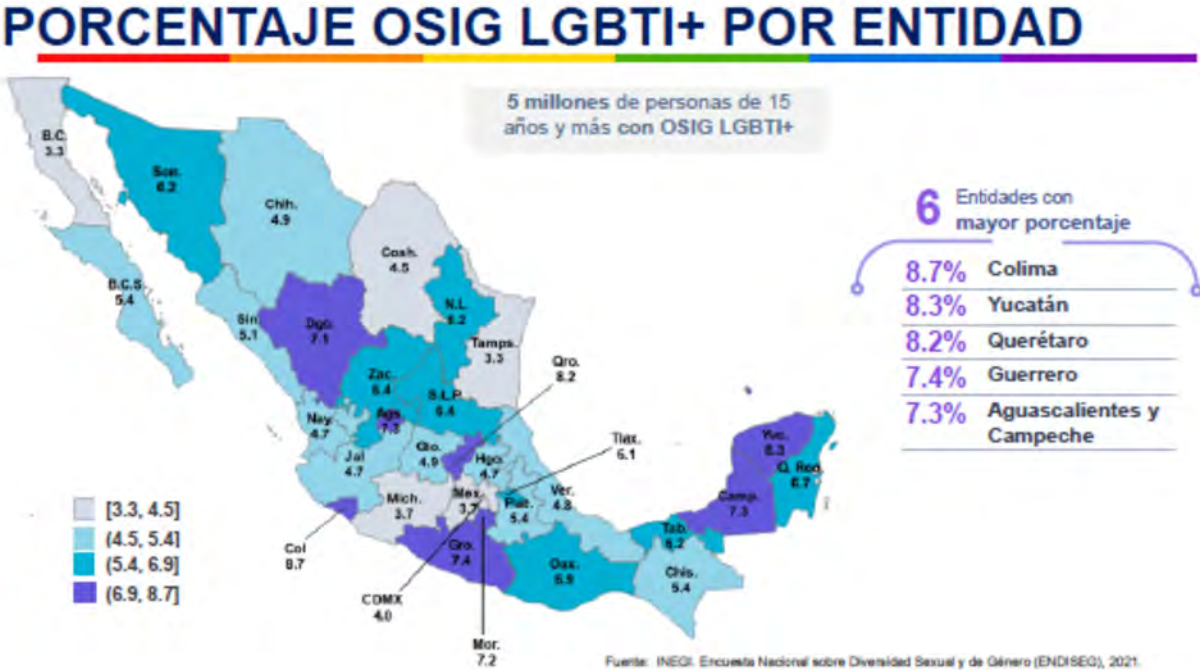 PORCENTAJE OSIG LGBTI+ POR ENTIDAD
5 millones de personas de 15
años y más con OSIG LGBTI+
B.C.
3.3
Son.
6.2
Chih.
4.9
Coah.
4.5
B.C.S.
5.4
Sin.
5.1
Dgo.
7.1
N.L.
6.2
Tamps.
3.3
Zac.
6.4
S.L.P.
6.4
Qro.
8.2
Nay.
4.7
Ags.
7.3
Jal
4.7
Gto.
4.9
Hgo.
4.7
Tlax.
6.1
Mich.
3.7
Mex.
3.7
Pue.
5.4
Ver.
4.8
Yuc.
8.3
Q. Roo.
6.7
Camp.
7.3
Tab.
6.2
Col
8.7
Gro.
7.4
Oax.
6.9
Chis.
5.4
CDMX
4.0
Mor.
7.2
6 Entidades con
mayor porcentaje
8.7% Colima
8.3% Yucatán
8.2% Querétaro
7.4% Guerrero
7.3% Aguascalientes y
Campeche
[3.3, 4.5]
(4.5, 5.4]
(5.4, 6.9]
(6.9, 8.7]
Fuente: INEGI. Encuesta Nacional sobre Diversidad Sexual y de Género (ENDISEG), 2021.